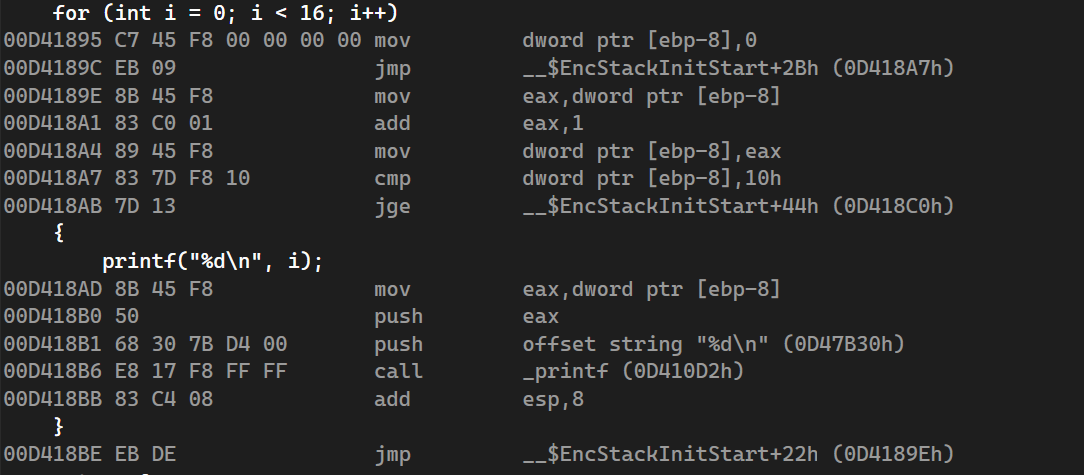 for (int i = 0; i < 16; i++)
00D41895 C7 45 F8 00 00 00 00 mov dword ptr [ebp-8],0
00D4189C EB 09 jmp __$EncStackInitStart+2Bh (0D418A7h)
00D4189E 8B 45 F8 mov eax,dword ptr [ebp-8]
00D418A1 83 C0 01 add eax,1
00D418A4 89 45 F8 mov dword ptr [ebp-8],eax
00D418A7 83 7D F8 10 cmp dword ptr [ebp-8],10h
00D418AB 7D 13 jge __$EncStackInitStart+44h (0D418C0h)
{
printf("%d\n", i);
00D418AD 8B 45 F8 mov eax,dword ptr [ebp-8]
00D418B0 50 push eax
00D418B1 68 30 7B D4 00 push offset string "%d\n" (0D47B30h)
00D418B6 E8 17 F8 FF FF call _printf (0D410D2h)
00D418BB 83 C4 08 add esp,8
}
00D418BE EB DE jmp __$EncStackInitStart+22h (0D4189Eh)